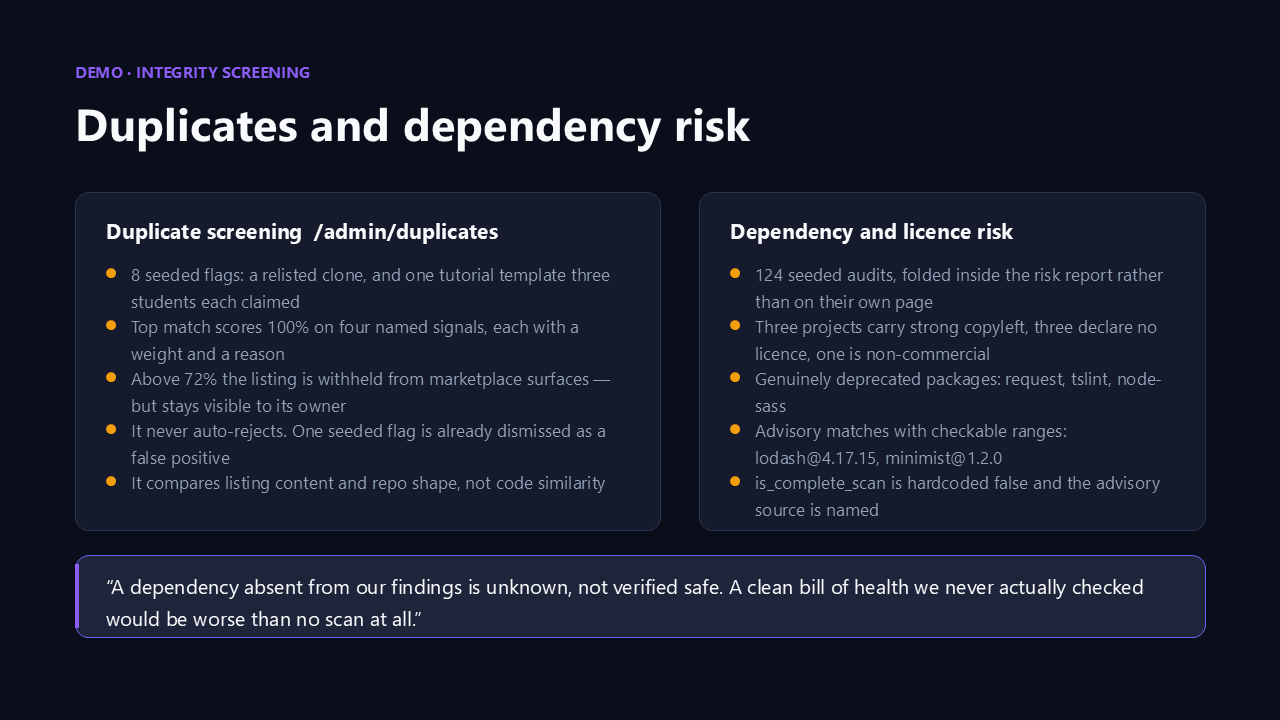 DEMO · INTEGRITY SCREENING
Duplicates and dependency risk
Duplicate screening  /admin/duplicates
8 seeded flags: a relisted clone, and one tutorial template three
students each claimed
Top match scores 100% on four named signals, each with a
weight and a reason
Above 72% the listing is withheld from marketplace surfaces —
but stays visible to its owner
It never auto-rejects. One seeded flag is already dismissed as a
false positive
It compares listing content and repo shape, not code similarity
Dependency and licence risk
124 seeded audits, folded inside the risk report rather
than on their own page
Three projects carry strong copyleft, three declare no
licence, one is non-commercial
Genuinely deprecated packages: request, tslint, node-
sass
Advisory matches with checkable ranges:
lodash@4.17.15, minimist@1.2.0
is_complete_scan is hardcoded false and the advisory
source is named
“A dependency absent from our findings is unknown, not verified safe. A clean bill of health we never actually checked
would be worse than no scan at all.”